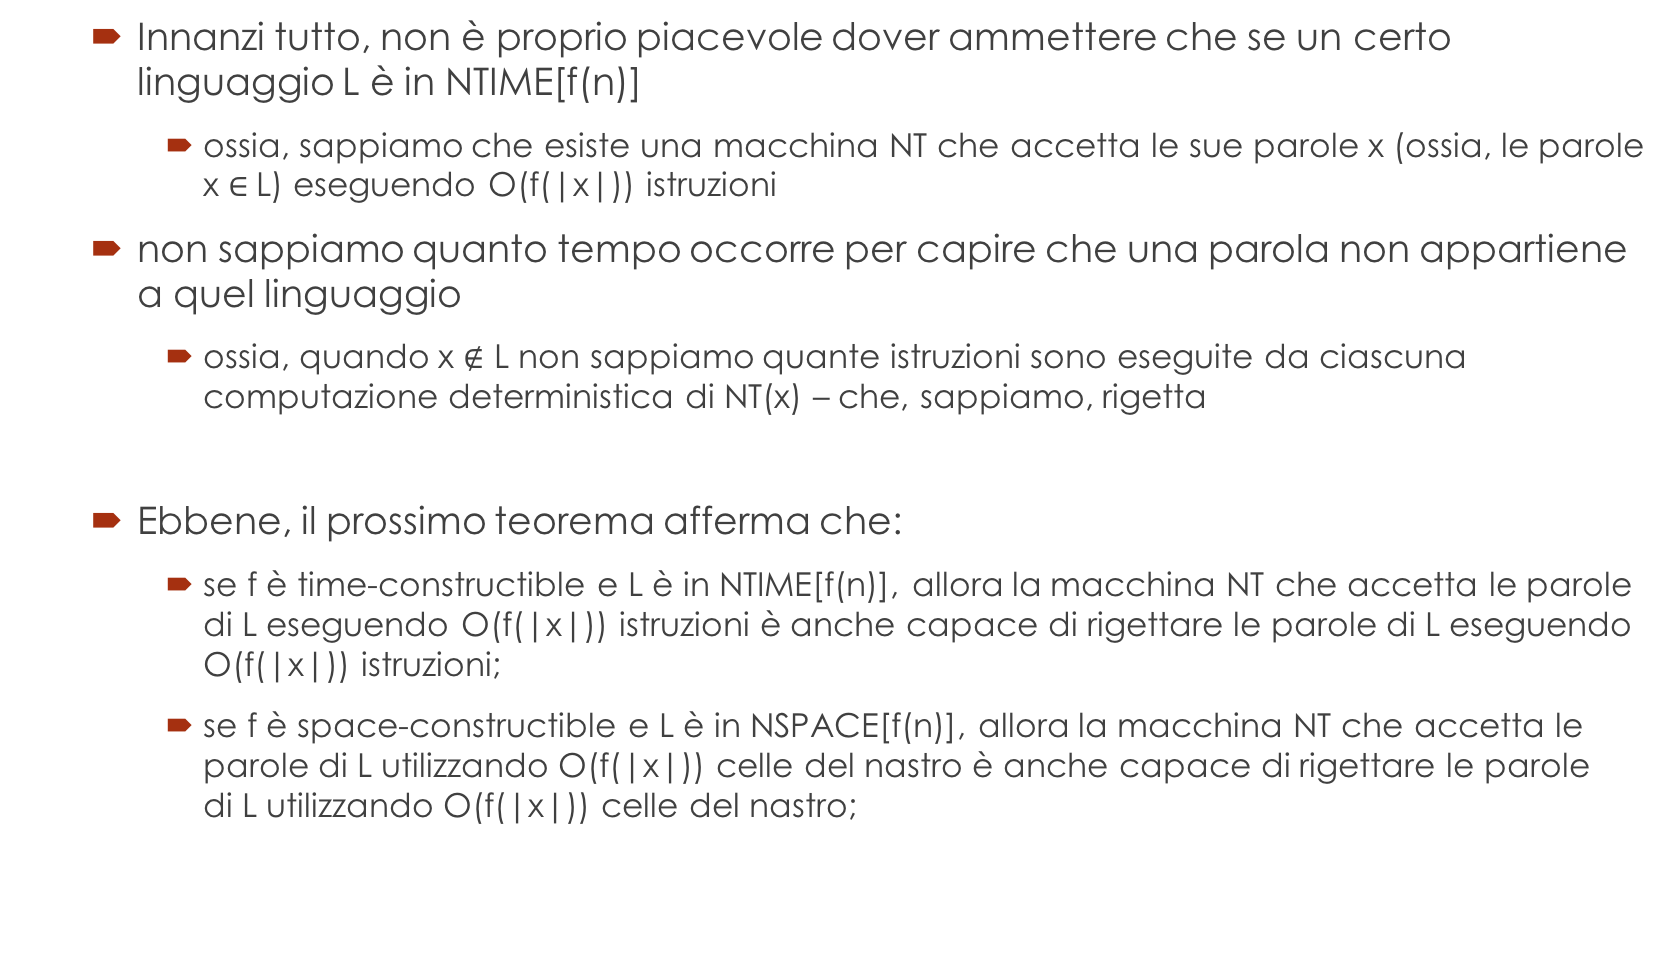 Innanzi tutto, non è proprio piacevole dover ammettere che se un certo
linguaggio L è in NTIME[f(n)]
ossia, sappiamo che esiste una macchina NT che accetta le sue parole x (ossia, le parole
x ∈ L) eseguendo O(f(|x|)) istruzioni
non sappiamo quanto tempo occorre per capire che una parola non appartiene
a quel linguaggio
ossia, quando x ∉ L non sappiamo quante istruzioni sono eseguite da ciascuna
computazione deterministica di NT(x) – che, sappiamo, rigetta
Ebbene, il prossimo teorema afferma che:
se f è time-constructible e L è in NTIME[f(n)], allora la macchina NT che accetta le parole
di L eseguendo O(f(|x|)) istruzioni è anche capace di rigettare le parole di L eseguendo
O(f(|x|)) istruzioni;
se f è space-constructible e L è in NSPACE[f(n)], allora la macchina NT che accetta le
parole di L utilizzando O(f(|x|)) celle del nastro è anche capace di rigettare le parole
di L utilizzando O(f(|x|)) celle del nastro;